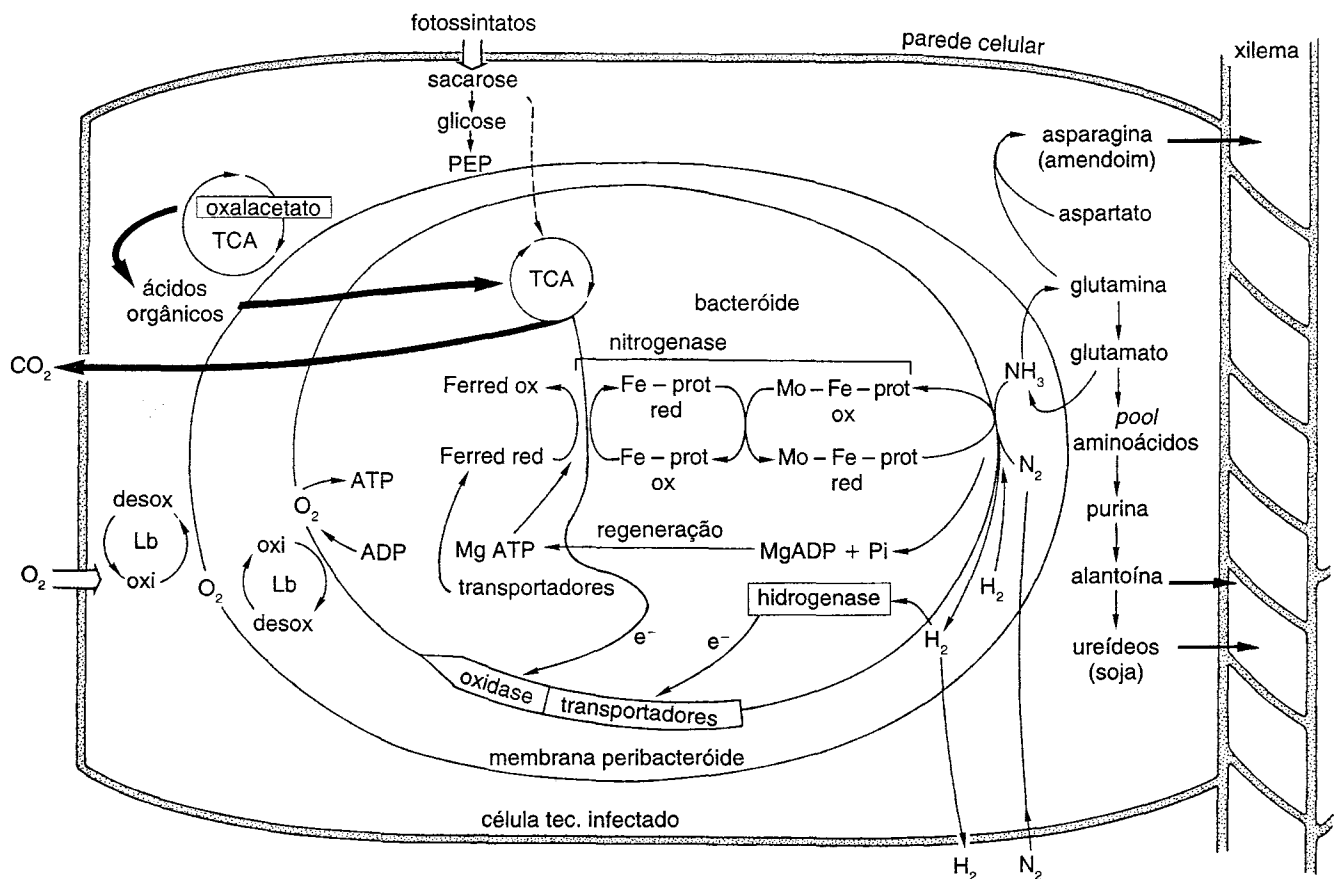 fotossintatos
parede celular
xilema
sacarose
glicose
PEP
asparagina
(amendoim)
oxalacetato
TCA
aspartato
ácidos
orgânicos
TCA
bacteróide
glutamina
nitrogenase
glutamato
CO₂
Ferred ox
Fe – prot
red
Mo – Fe – prot
ox
NH₃
pool
aminoácidos
Ferred red
Fe – prot
ox
Mo – Fe – prot
red
N₂
ATP
O₂
desox
Lb
oxi
purina
regeneração
oxi
Lb
desox
ADP
Mg ATP
MgADP + Pi
O₂
O₂
transportadores
hidrogenase
H₂
alantoína
e⁻
e⁻
H₂
ureídeos
(soja)
oxidase
transportadores
membrana peribacteróide
célula tec. infectado
H₂
N₂